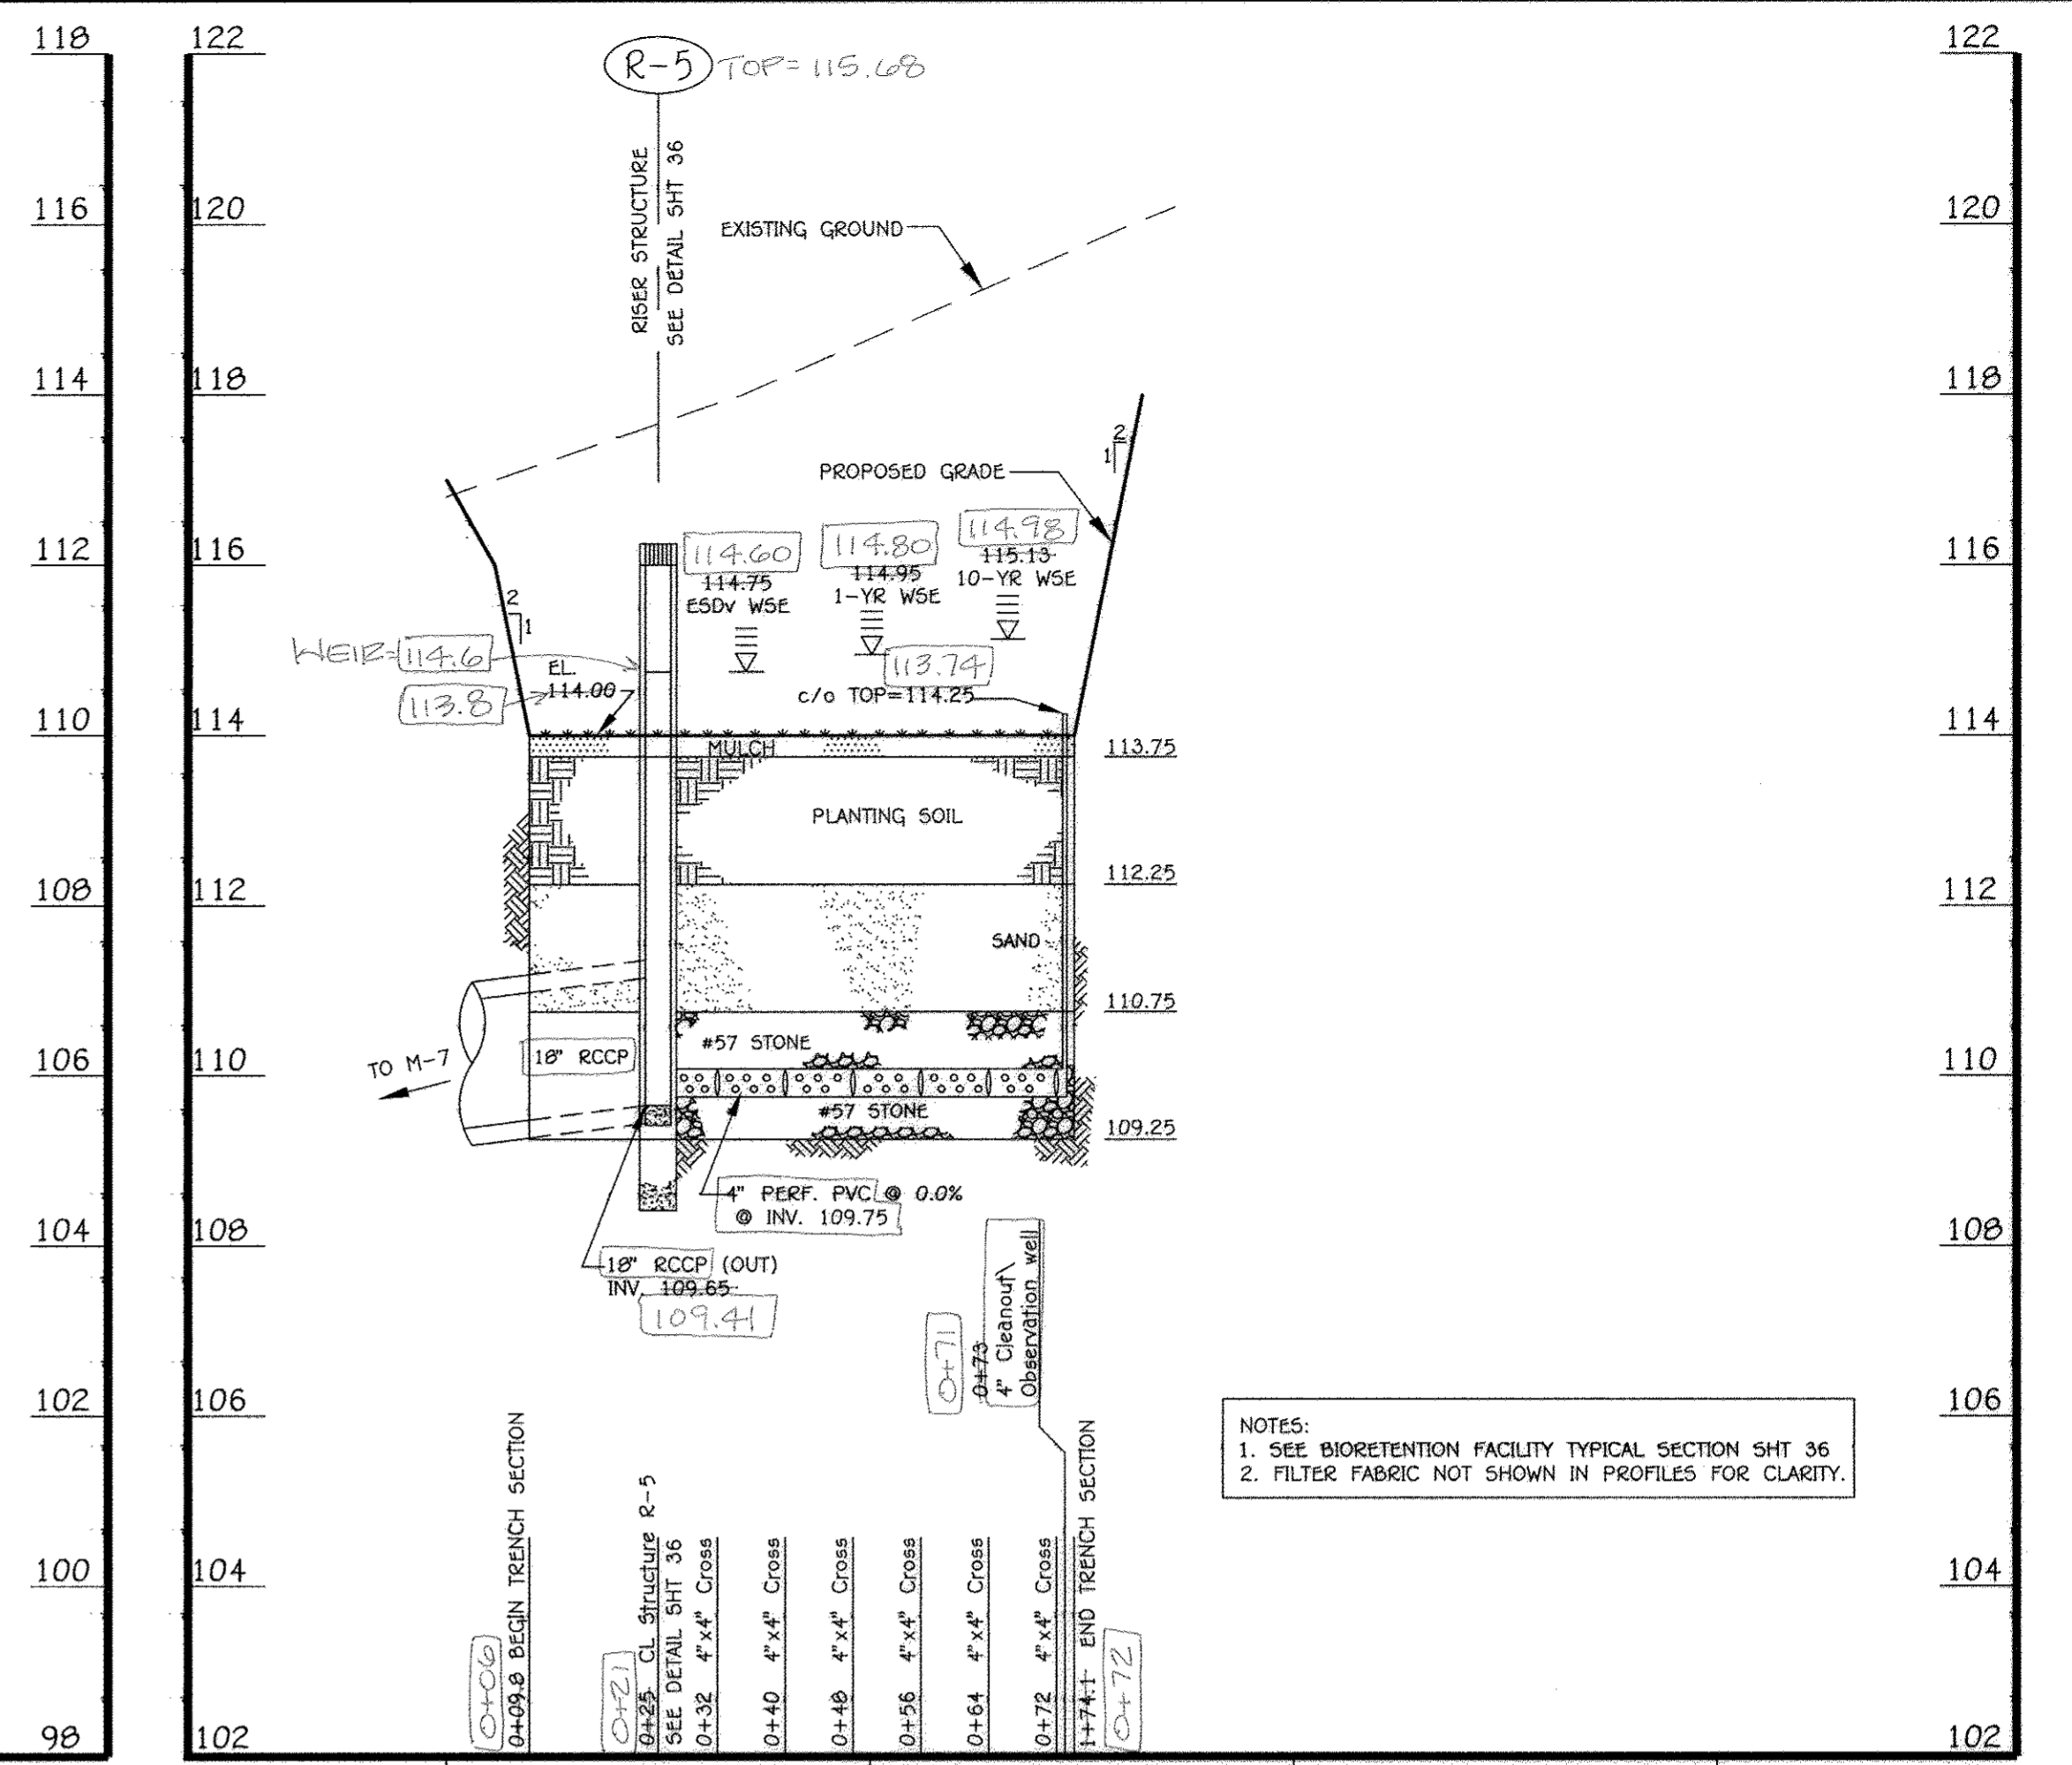 118
116
114
112
110
108
106
104
102
100
98
122
120
118
116
114
112
110
108
106
104
102
R-5 TOP= 115.68
RISER STRUCTURE
SEE DETAIL SHT 36
EXISTING GROUND
PROPOSED GRADE
2
1
114.60
114.75
ESDv WSE
114.80
114.95
1-YR WSE
114.98
115.13
10-YR WSE
2
1
WEIR= 114.6
EL.
114.00
113.8
113.74
c/o TOP=114.25
MULCH
113.75
PLANTING SOIL
112.25
SAND
110.75
#57 STONE
18" RCCP
TO M-7
#57 STONE
109.25
4" PERF. PVC @ 0.0%
@ INV. 109.75
18" RCCP (OUT)
INV. 109.65
109.41
0+71
0+73
4" Cleanout\
Observation well
0+06
0+09.8 BEGIN TRENCH SECTION
0+21
0+25 CL Structure R-5
SEE DETAIL SHT 36
0+32 4"x4" Cross
0+40 4"x4" Cross
0+48 4"x4" Cross
0+56 4"x4" Cross
0+64 4"x4" Cross
0+72 4"x4" Cross
1+74.1 END TRENCH SECTION
0+72
NOTES:
1. SEE BIORETENTION FACILITY TYPICAL SECTION SHT 36
2. FILTER FABRIC NOT SHOWN IN PROFILES FOR CLARITY.
122
120
118
116
114
112
110
108
106
104
102